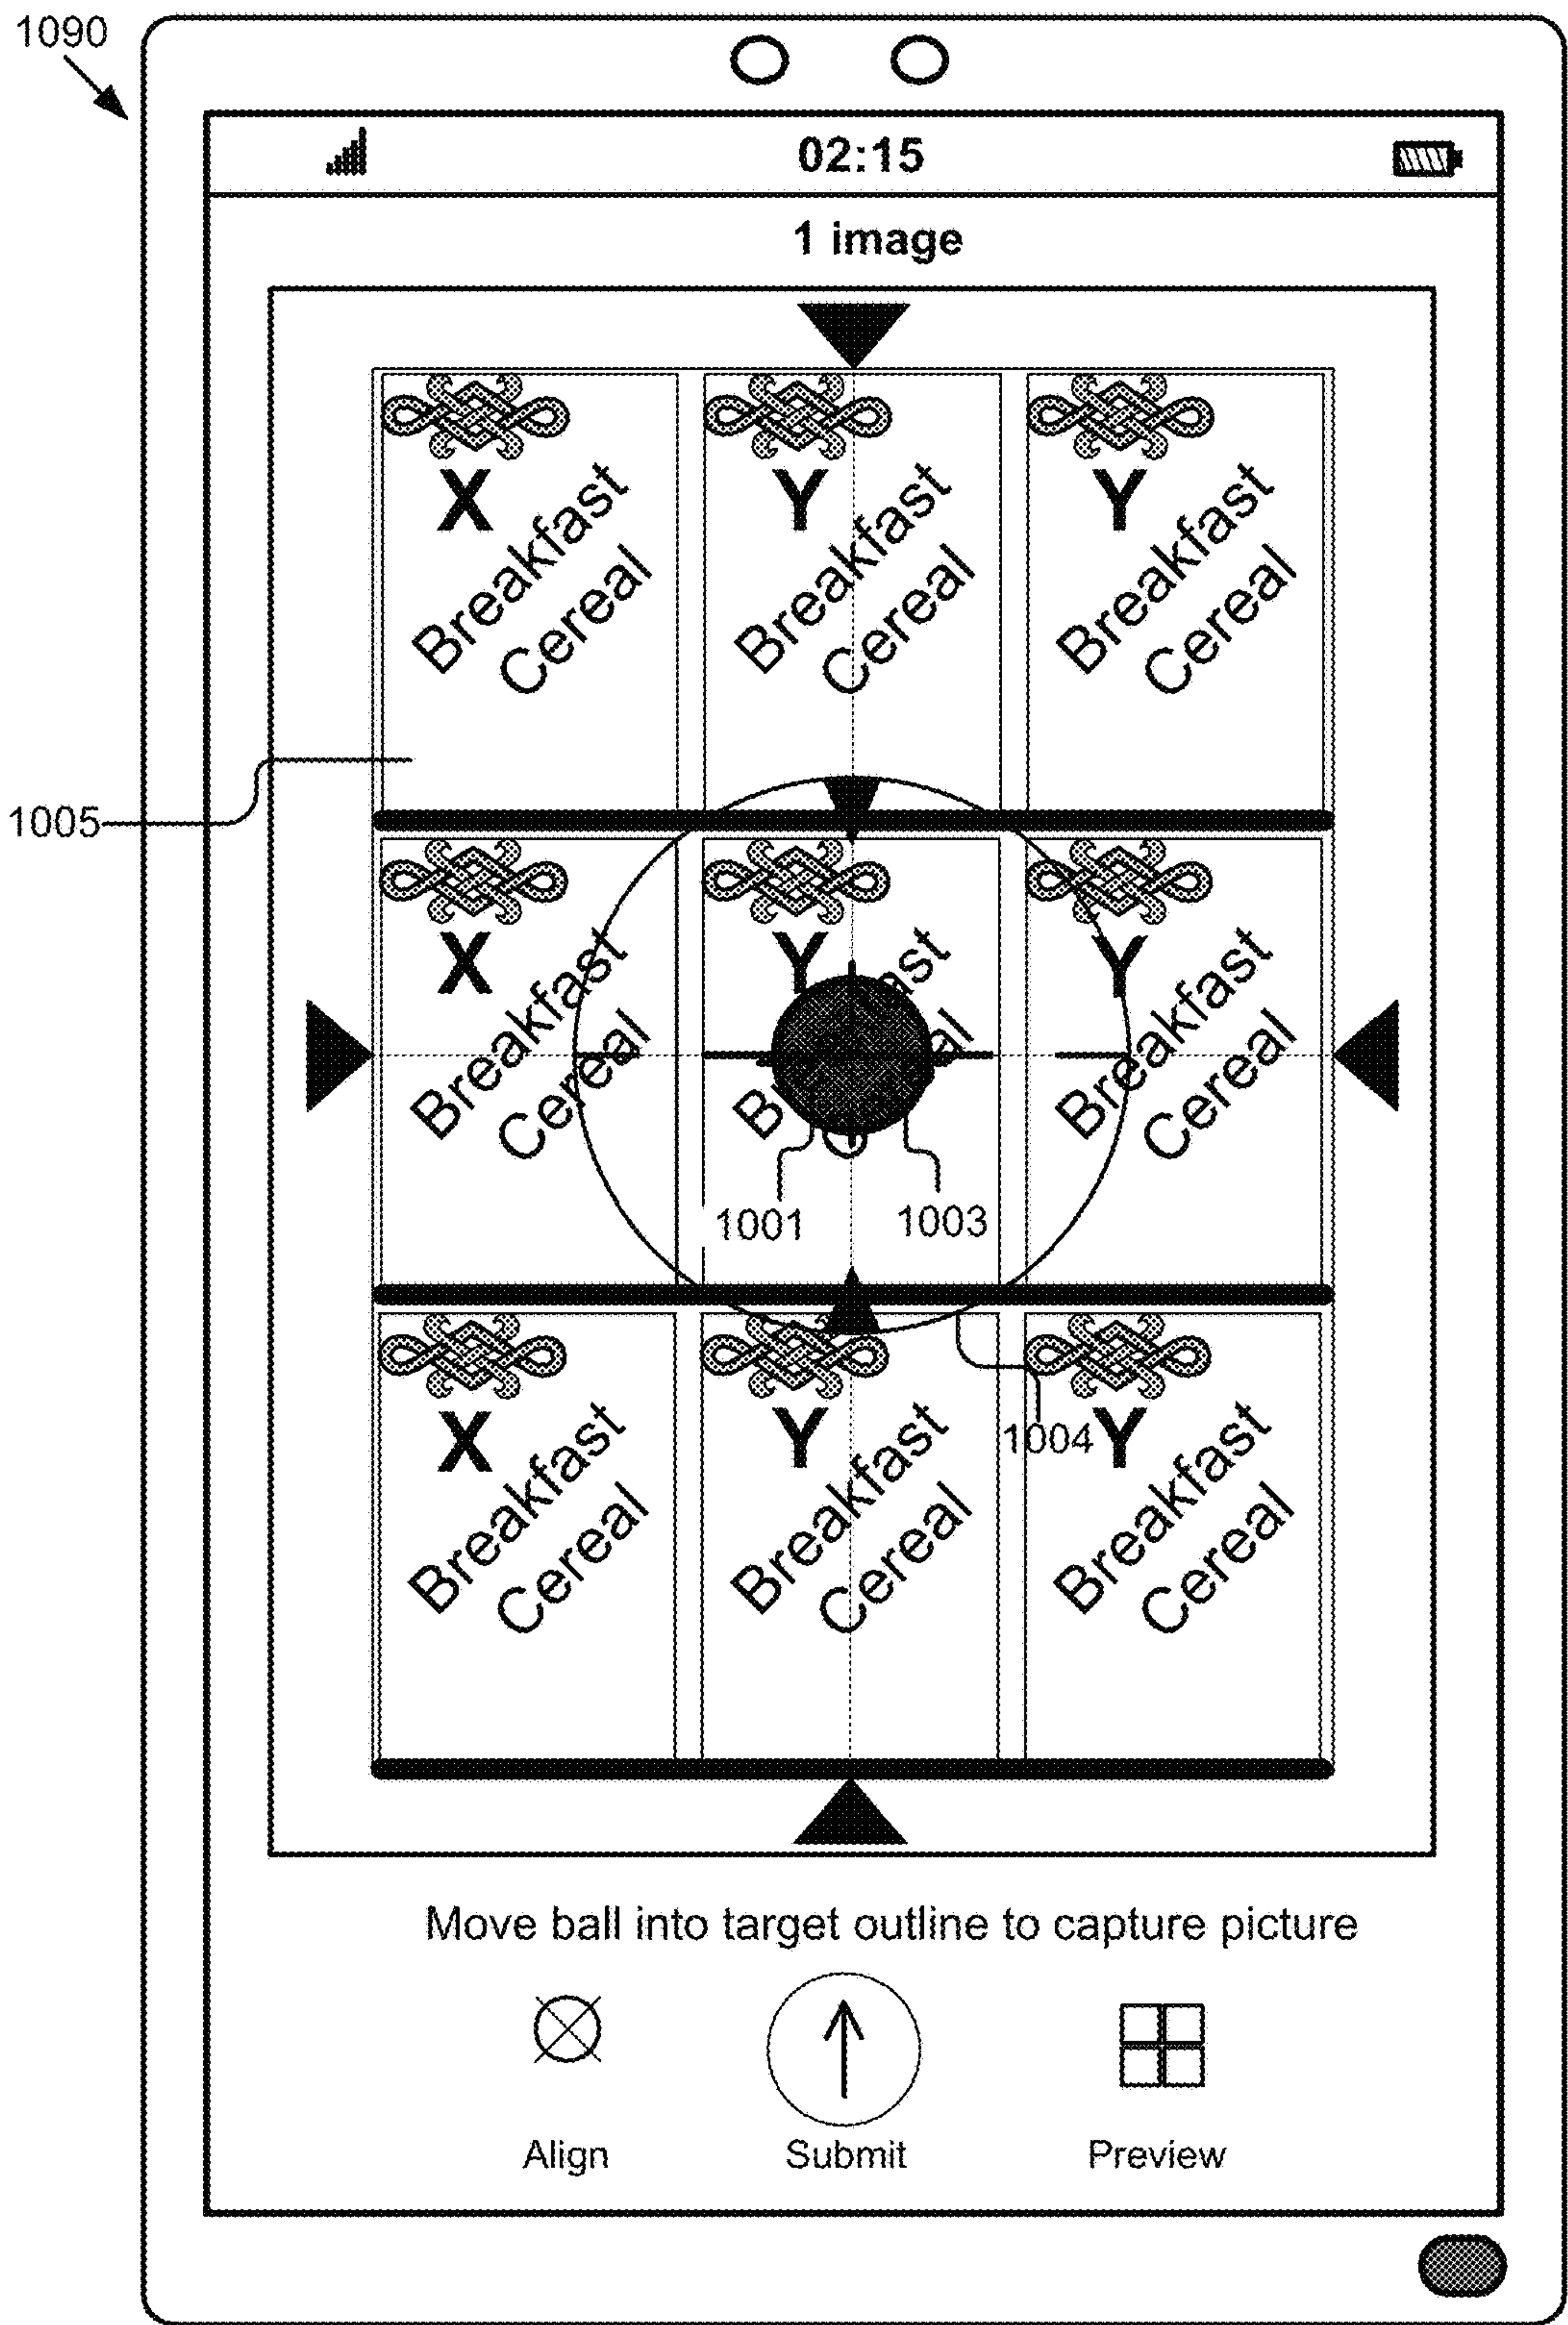 1090
02:15
1 image
X Y Y
Breakfast Breakfast Breakfast
Cereal Cereal Cereal
1005
X Y Y
Breakfast Breakfast
Cereal Cereal
1001 1003
1004
X Y Y
Breakfast Breakfast Breakfast
Cereal Cereal Cereal
Move ball into target outline to capture picture
Align Submit Preview